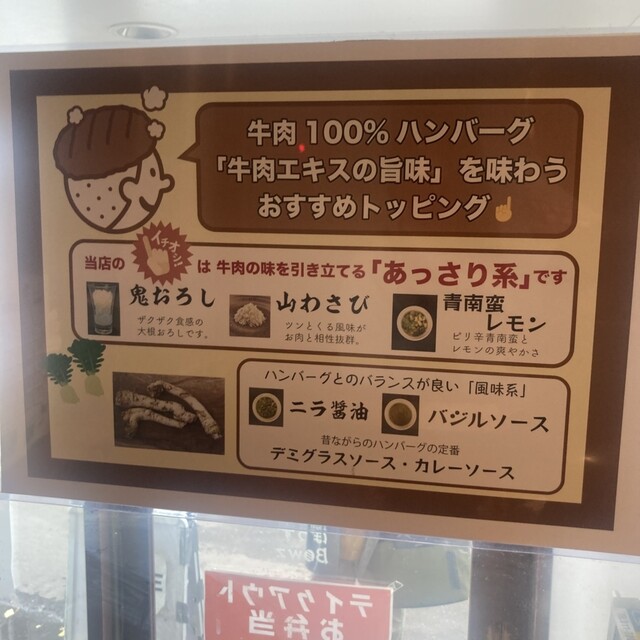 牛肉100%ハンバーグ
「牛肉エキスの旨味」を味わう
おすすめトッピング☝
当店の イチオシ!! は 牛肉の味を引き立てる「あっさり系」です
鬼おろし
ザクザク食感の
大根おろしです。
山わさび
ツンとくる風味が
お肉と相性抜群。
青南蛮
レモン
ピリ辛青南蛮と
レモンの爽やかさ
ハンバーグとのバランスが良い「風味系」
ニラ醤油
バジルソース
昔ながらのハンバーグの定番
デミグラスソース・カレーソース
テイクアウト
お弁当